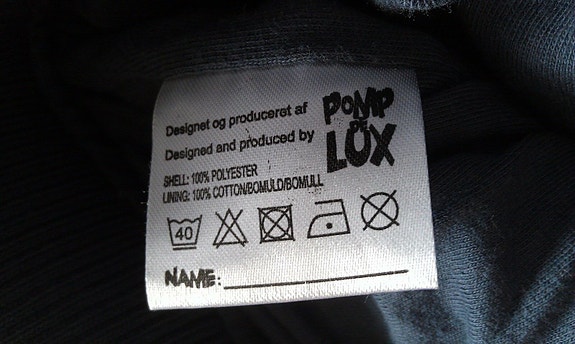 Designet og produceret af
Designed and produced by
POMP
DE
LUX
SHELL: 100% POLYESTER
LINING: 100% COTTON/BOMULD/BOMULL
40
NAME: